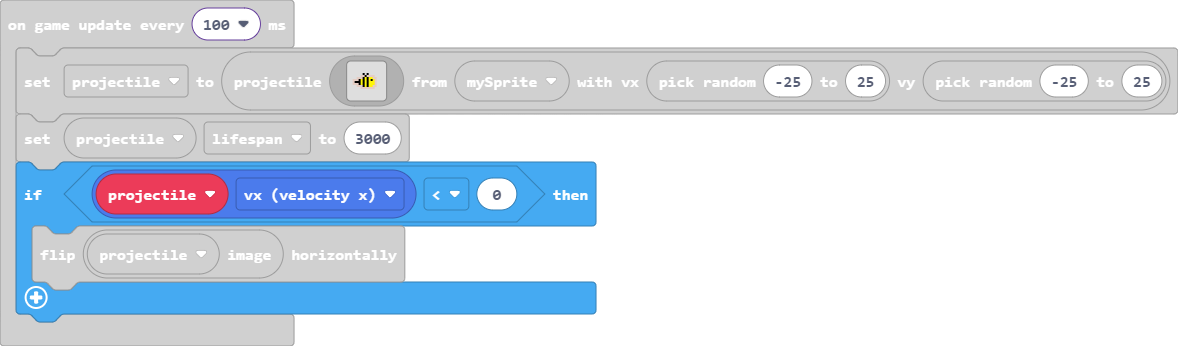 on game update every 100 ms
set projectile to projectile from mySprite with vx pick random -25 to 25 vy pick random -25 to 25
set projectile lifespan to 3000
if projectile vx (velocity x) < 0 then
flip projectile image horizontally